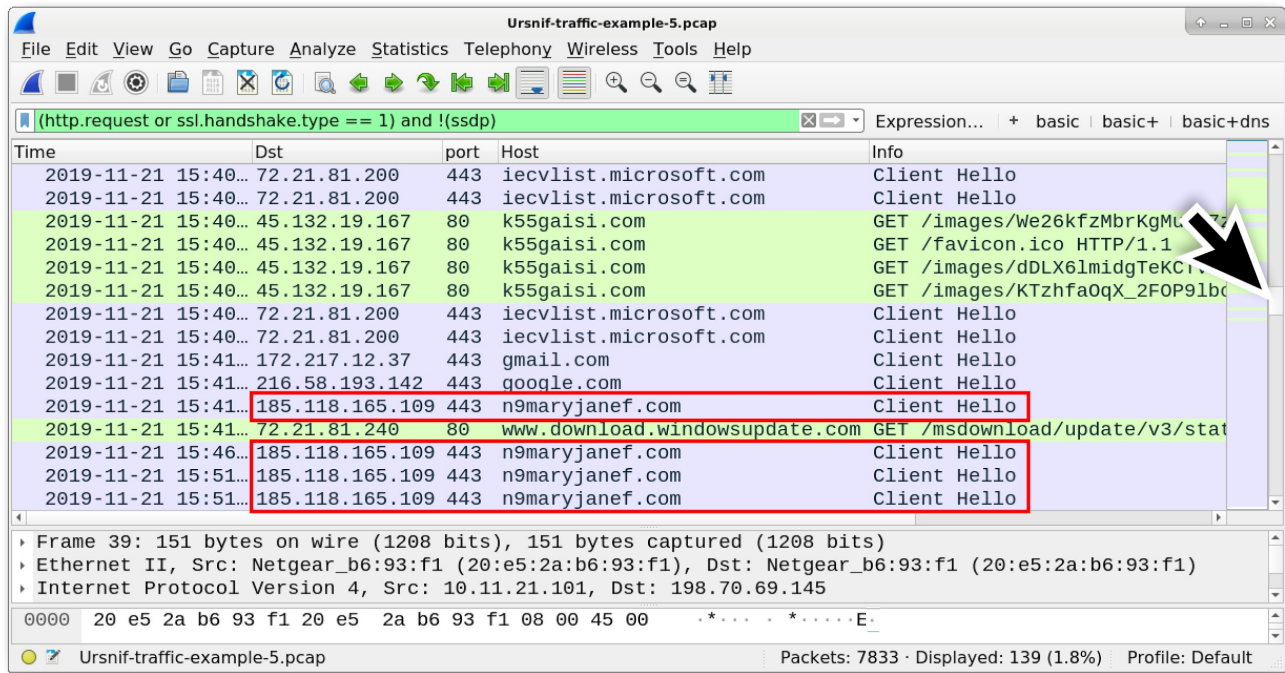 Ursnif-traffic-example-5.pcap
File Edit View Go Capture Analyze Statistics Telephony Wireless Tools Help
(http.request or ssl.handshake.type == 1) and !(ssdp) Expression… + basic basic+ basic+dns
Time Dst port Host Info
2019-11-21 15:40… 72.21.81.200 443 iecvlist.microsoft.com Client Hello
2019-11-21 15:40… 72.21.81.200 443 iecvlist.microsoft.com Client Hello
2019-11-21 15:40… 45.132.19.167 80 k55gaisi.com GET
2019-11-21 15:40… 45.132.19.167 80 k55gaisi.com GET /favicon.ico HTTP/1.1
2019-11-21 15:40… 45.132.19.167 80 k55gaisi.com GET
2019-11-21 15:40… 45.132.19.167 80 k55gaisi.com GET /images/KTzhfaOqX_2FOP9lbc
2019-11-21 15:40… 72.21.81.200 443 iecvlist.microsoft.com Client Hello
2019-11-21 15:40… 72.21.81.200 443 iecvlist.microsoft.com Client Hello
2019-11-21 15:41… 172.217.12.37 443 gmail.com Client Hello
2019-11-21 15:41… 216.58.193.142 443 google.com Client Hello
2019-11-21 15:41… 185.118.165.109 443 n9maryjanef.com Client Hello
2019-11-21 15:41… 72.21.81.240 80 www.download.windowsupdate.com GET /msdownload/update/v3/stat
2019-11-21 15:46… 185.118.165.109 443 n9maryjanef.com Client Hello
2019-11-21 15:51… 185.118.165.109 443 n9maryjanef.com Client Hello
2019-11-21 15:51… 185.118.165.109 443 n9maryjanef.com Client Hello
Frame 39: 151 bytes on wire (1208 bits), 151 bytes captured (1208 bits)
Ethernet II, Src: Netgear_b6:93:f1 (20:e5:2a:b6:93:f1), Dst: Netgear_b6:93:f1 (20:e5:2a:b6:93:f1)
Internet Protocol Version 4, Src: 10.11.21.101, Dst: 198.70.69.145
0000 20 e5 2a b6 93 f1 20 e5 2a b6 93 f1 08 00 45 00 ·*··· · *·····E·
Ursnif-traffic-example-5.pcap Packets: 7833 · Displayed: 139 (1.8%) Profile: Default